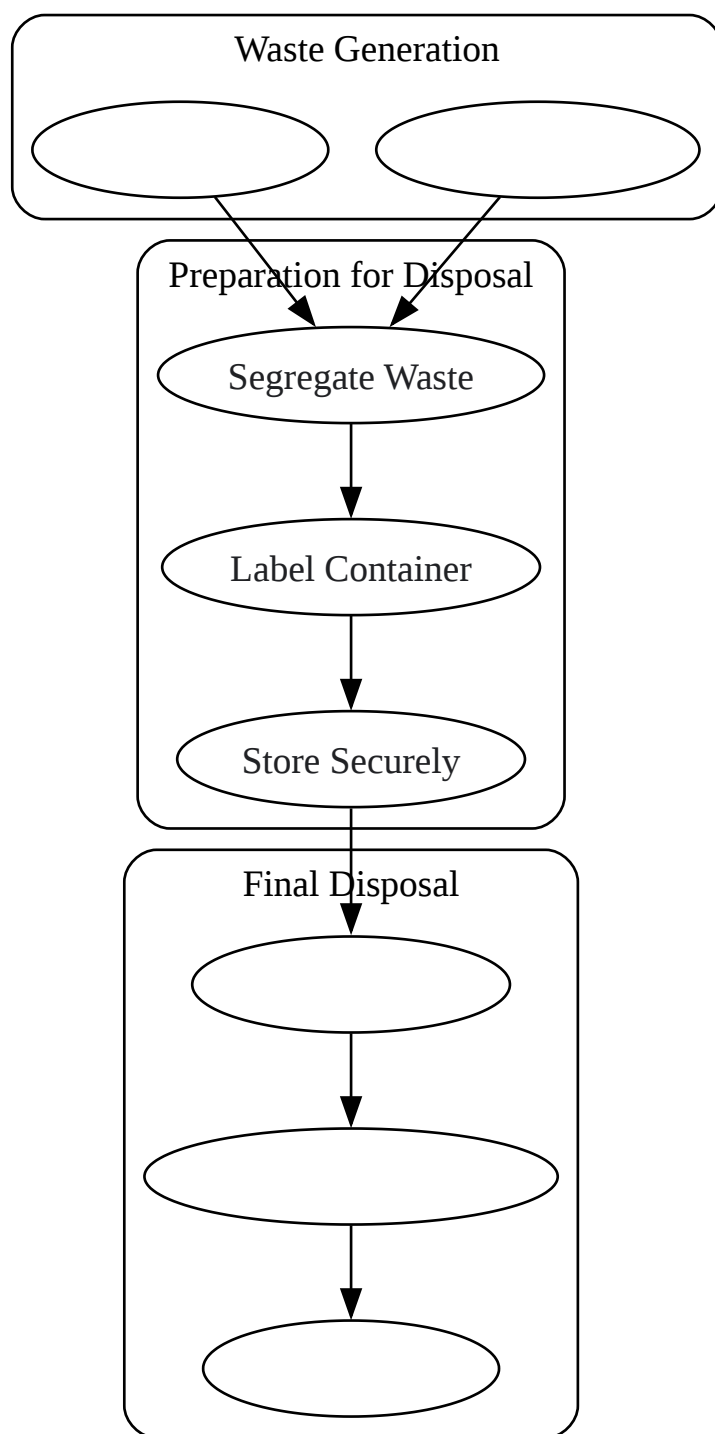 Waste Generation
Preparation for Disposal
Segregate Waste
Label Container
Store Securely
Final Disposal